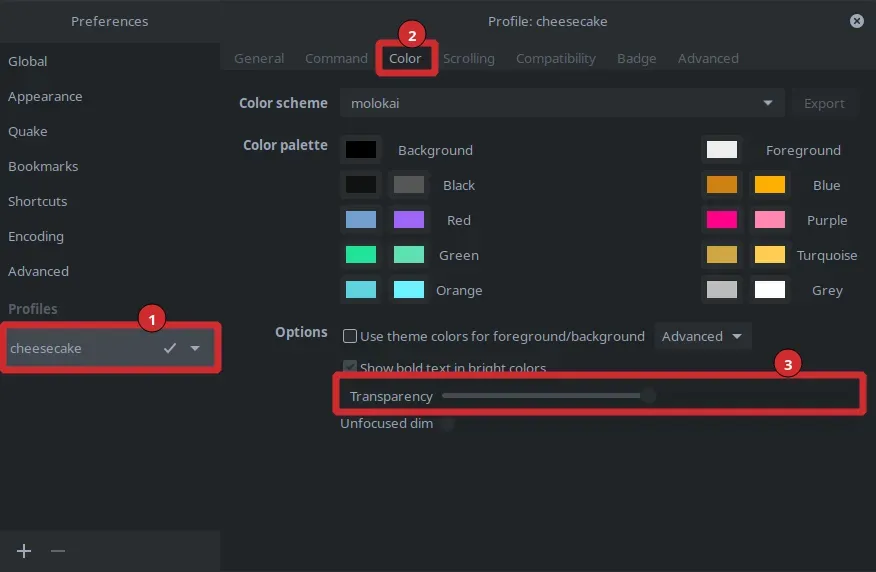 Preferences
Profile: cheesecake
2
Global
Appearance
Quake
Bookmarks
Shortcuts
Encoding
Advanced
Profiles
1
cheesecake
General Command Color Scrolling Compatibility Badge Advanced
Color scheme molokai Export
Color palette Background Foreground
Black Blue
Red Purple
Green Turquoise
Orange Grey
Options Use theme colors for foreground/background Advanced
Show bold text in bright colors
3
Transparency
Unfocused dim